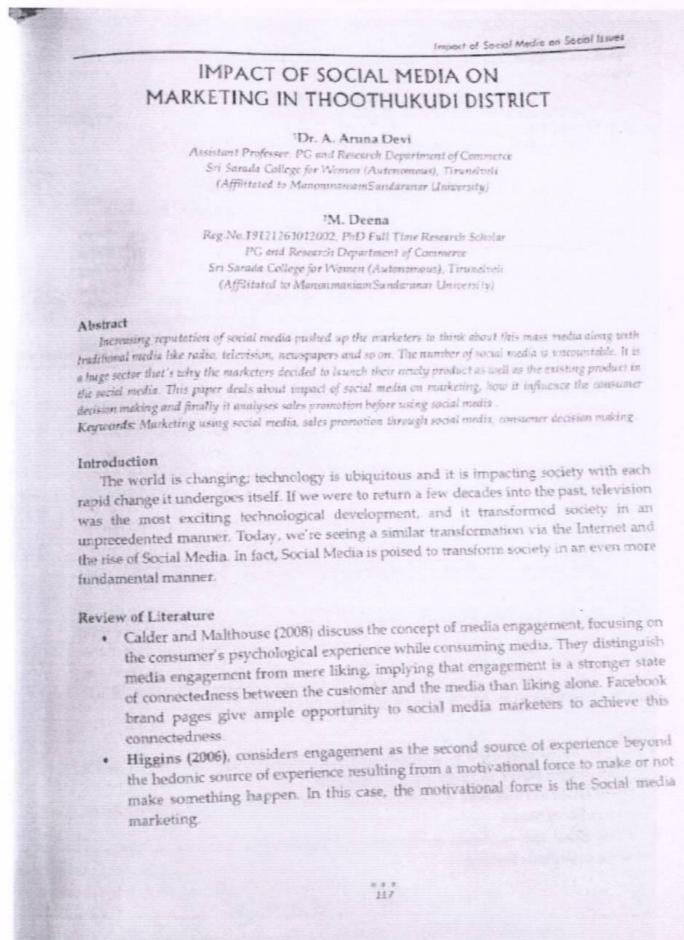 Impact of Social Media on Social Issues
IMPACT OF SOCIAL MEDIA ON
MARKETING IN THOOTHUKUDI DISTRICT
¹Dr. A. Aruna Devi
Assistant Professer, PG and Research Department of Commerce
Sri Sarada College for Women (Autonomous), Tirunelveli
(Affilitated to ManonmaniamSundaranar University)
²M. Deena
Reg.No.19121261012002, PhD Full Time Research Scholar
PG and Research Department of Commerce
Sri Sarada College for Women (Autonomous), Tirunelveli
(Affilitated to ManonmaniamSundaranar University)
Abstract
Increasing reputation of social media pushed up the marketers to think about this mass media along with
traditional media like radio, television, newspapers and so on. The number of social media is uncountable. It is
a huge sector that's why the marketers decided to launch their newly product as well as the existing product in
the social media. This paper deals about impact of social media on marketing, how it influence the consumer
decision making and finally it analyses sales promotion before using social media .
Keywords: Marketing using social media, sales promotion through social media, consumer decision making
Introduction
The world is changing; technology is ubiquitous and it is impacting society with each
rapid change it undergoes itself. If we were to return a few decades into the past, television
was the most exciting technological development, and it transformed society in an
unprecedented manner. Today, we're seeing a similar transformation via the Internet and
the rise of Social Media. In fact, Social Media is poised to transform society in an even more
fundamental manner.
Review of Literature
• Calder and Malthouse (2008) discuss the concept of media engagement, focusing on
the consumer's psychological experience while consuming media. They distinguish
media engagement from mere liking, implying that engagement is a stronger state
of connectedness between the customer and the media than liking alone. Facebook
brand pages give ample opportunity to social media marketers to achieve this
connectedness.
• Higgins (2006), considers engagement as the second source of experience beyond
the hedonic source of experience resulting from a motivational force to make or not
make something happen. In this case, the motivational force is the Social media
marketing.
* * *
117